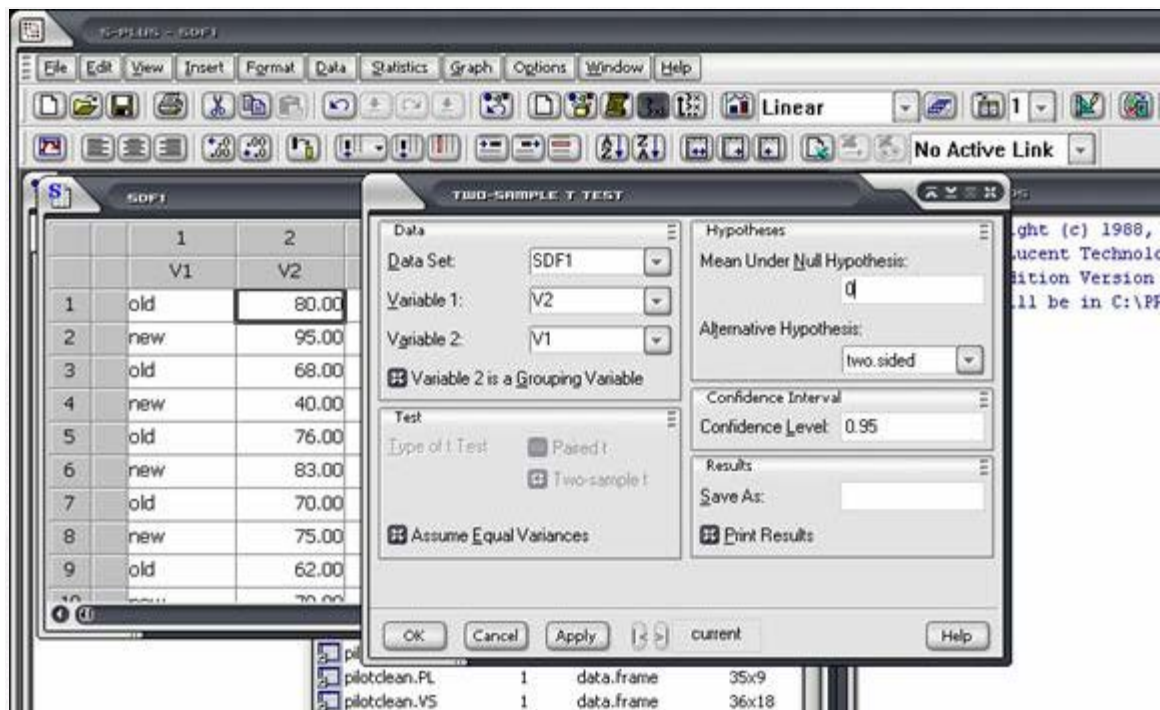 S-PLUS - SDF1
File Edit View Insert Format Data Statistics Graph Options Window Help
Linear
1
No Active Link
SDF1
1 2
V1 V2
1 old 80.00
2 new 95.00
3 old 68.00
4 new 40.00
5 old 76.00
6 new 83.00
7 old 70.00
8 new 75.00
9 old 62.00
10 new 70.00
TWO-SAMPLE T TEST
Data
Data Set: SDF1
Variable 1: V2
Variable 2: V1
Variable 2 is a Grouping Variable
Test
Type of t Test Paired t
Two-sample t
Assume Equal Variances
Hypotheses
Mean Under Null Hypothesis:
0
Alternative Hypothesis:
two.sided
Confidence Interval
Confidence Level: 0.95
Results
Save As:
Print Results
OK Cancel Apply current Help
ght (c) 1988,
ucent Technolo
ition Version
ll be in C:\PR
pilotclean.PL 1 data.frame 35x9
pilotclean.VS 1 data.frame 36x18